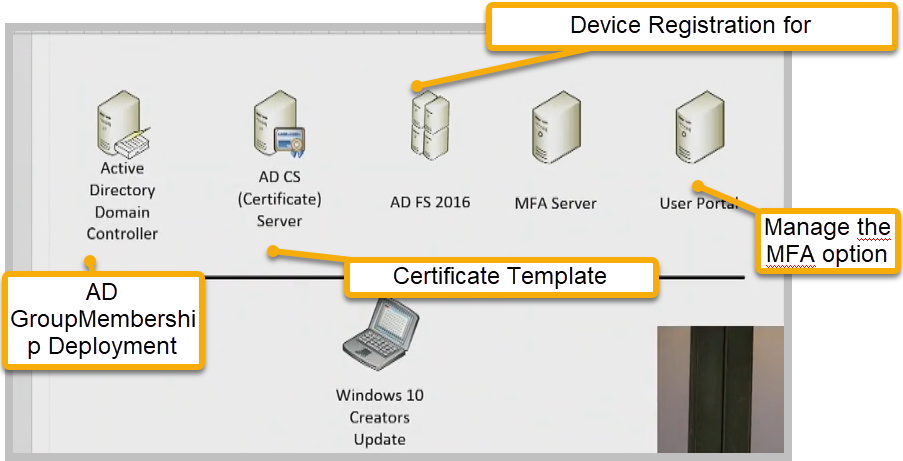 Device Registration for
Active
Directory
Domain
Controller
AD CS
(Certificate)
Server
AD FS 2016
MFA Server
User Portal
Manage the
MFA option
Certificate Template
AD
GroupMembershi
p Deployment
Windows 10
Creators
Update